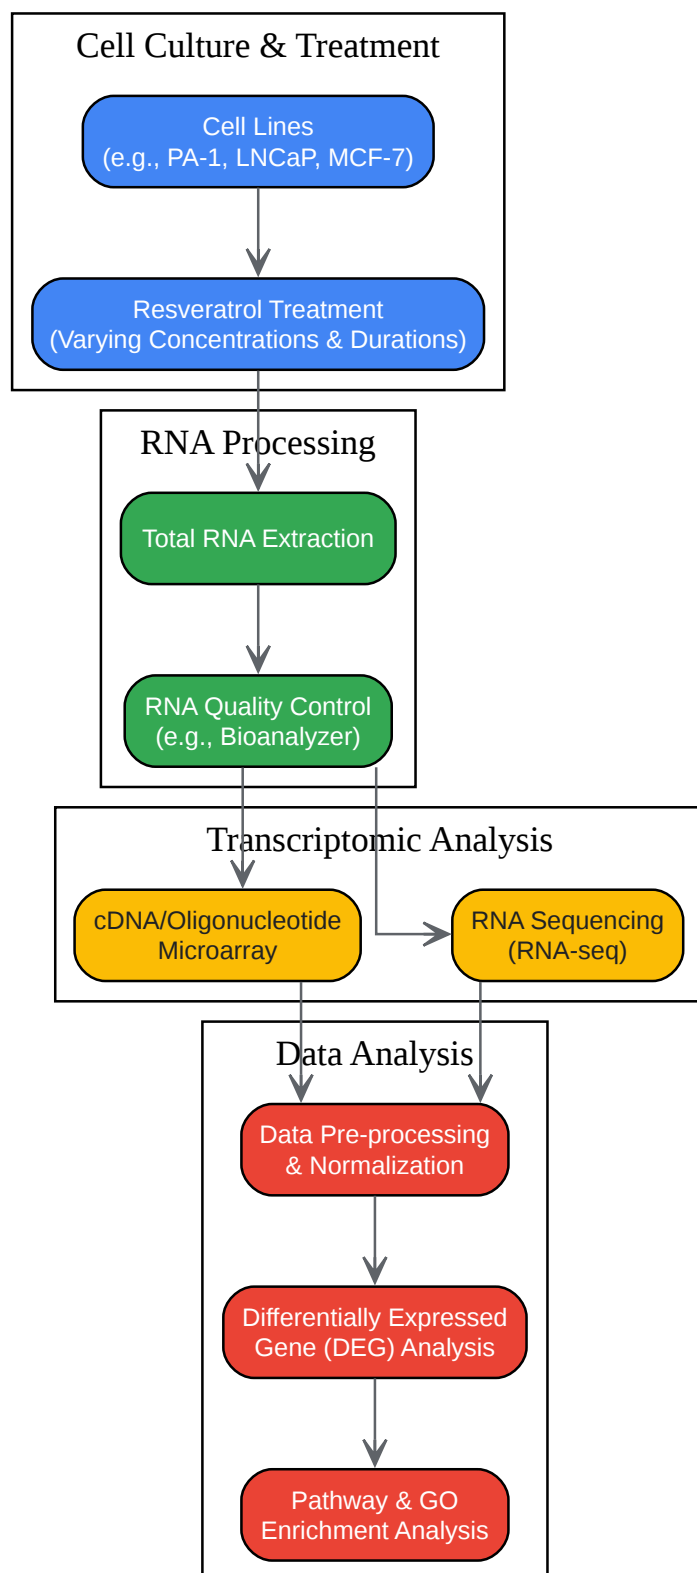 Cell Culture & Treatment
Cell Lines
(e.g., PA-1, LNCaP, MCF-7)
Resveratrol Treatment
(Varying Concentrations & Durations)
RNA Processing
Total RNA Extraction
RNA Quality Control
(e.g., Bioanalyzer)
Transcriptomic Analysis
cDNA/Oligonucleotide
Microarray
RNA Sequencing
(RNA-seq)
Data Analysis
Data Pre-processing
& Normalization
Differentially Expressed
Gene (DEG) Analysis
Pathway & GO
Enrichment Analysis